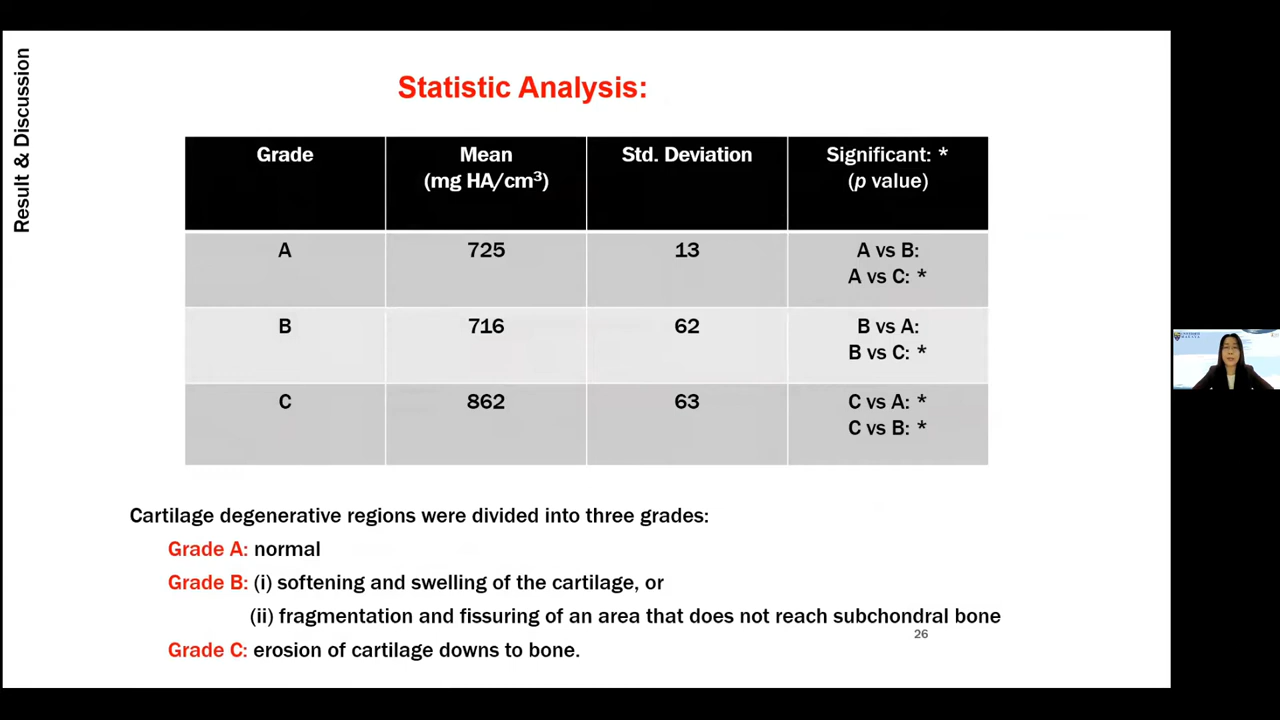 Result & Discussion
Statistic Analysis:
Grade
Mean
(mg HA/cm³)
Std. Deviation
Significant: *
(p value)
A
725
13
A vs B:
A vs C: *
B
716
62
B vs A:
B vs C: *
C
862
63
C vs A: *
C vs B: *
Cartilage degenerative regions were divided into three grades:
Grade A: normal
Grade B: (i) softening and swelling of the cartilage, or
(ii) fragmentation and fissuring of an area that does not reach subchondral bone
26
Grade C: erosion of cartilage downs to bone.